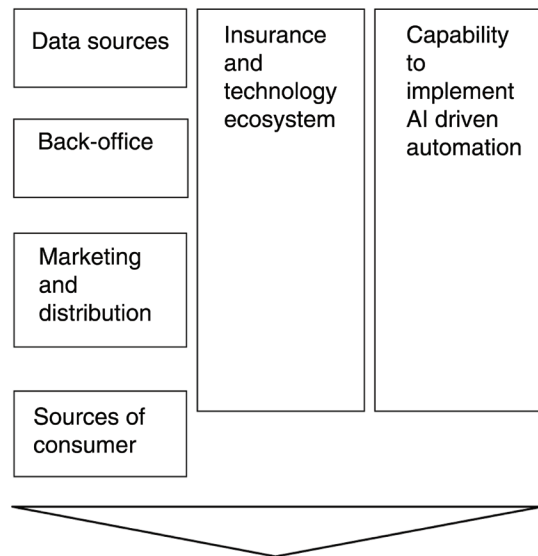 Data sources
Back-office
Marketing
and
distribution
Sources of
consumer
Insurance
and
technology
ecosystem
Capability
to
implement
AI driven
automation